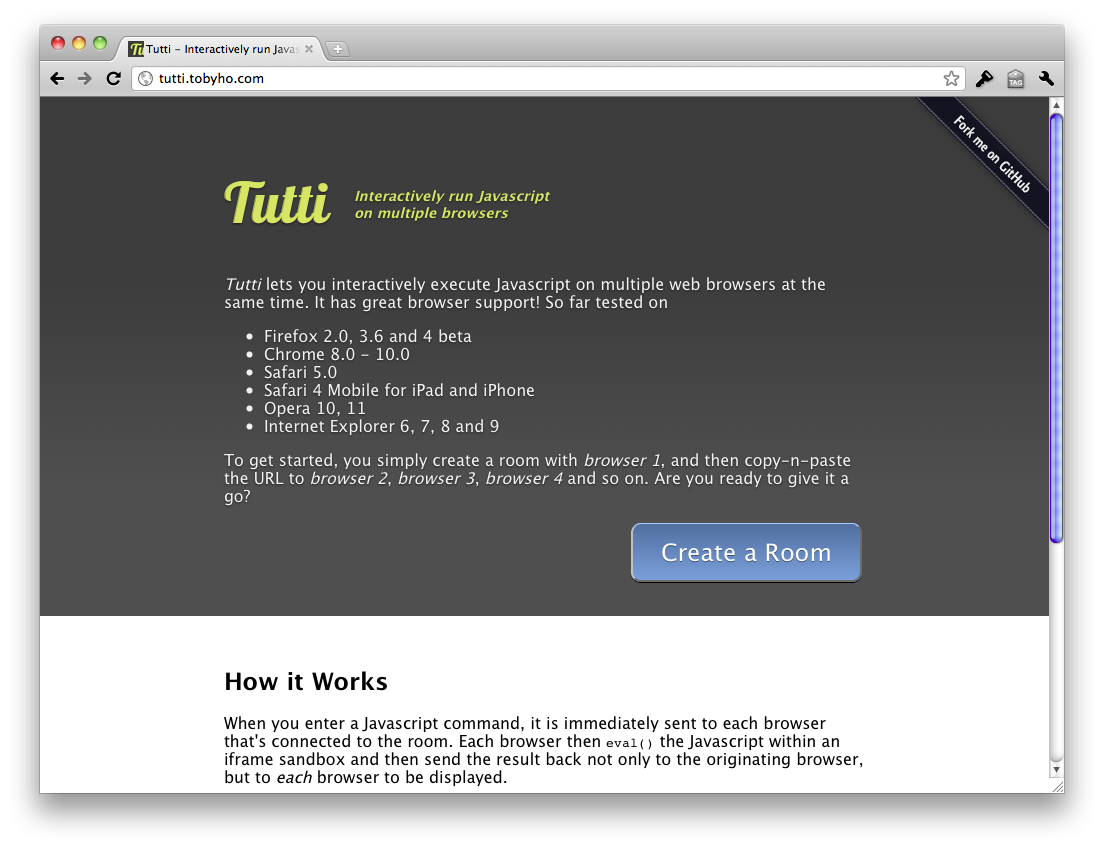 Tutti – Interactively run Javas
tutti.tobyho.com
TAG
Fork me on GitHub
Tutti
Interactively run Javascript
on multiple browsers
Tutti lets you interactively execute Javascript on multiple web browsers at the
same time. It has great browser support! So far tested on
• Firefox 2.0, 3.6 and 4 beta
• Chrome 8.0 – 10.0
• Safari 5.0
• Safari 4 Mobile for iPad and iPhone
• Opera 10, 11
• Internet Explorer 6, 7, 8 and 9
To get started, you simply create a room with browser 1, and then copy-n-paste
the URL to browser 2, browser 3, browser 4 and so on. Are you ready to give it a
go?
Create a Room
How it Works
When you enter a Javascript command, it is immediately sent to each browser
that's connected to the room. Each browser then eval() the Javascript within an
iframe sandbox and then send the result back not only to the originating browser,
but to each browser to be displayed.